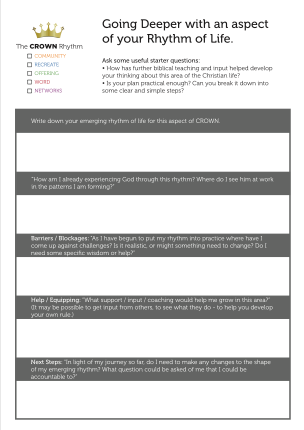 Going Deeper with an aspect
of your Rhythm of Life.
The CROWN Rhythm
COMMUNITY
RECREATE
OFFERING
WORD
NETWORKS
Ask some useful starter questions:
• How has further biblical teaching and input helped develop
your thinking about this area of the Christian life?
• Is your plan practical enough? Can you break it down into
some clear and simple steps?
Write down your emerging rhythm of life for this aspect of CROWN.
"How am I already experiencing God through this rhythm? Where do I see him at work
in the patterns I am forming?"
Barriers / Blockages: "As I have begun to put my rhythm into practice where have I
come up against challenges? Is it realistic, or might something need to change? Do I
need some specific wisdom or help?"
Help / Equipping: "What support / input / coaching would help me grow in this area?"
(It may be possible to get input from others, to see what they do - to help you develop
your own rule.)
Next Steps: "In light of my journey so far, do I need to make any changes to the shape
of my emerging rhythm? What question could be asked of me that I could be
accountable to?"